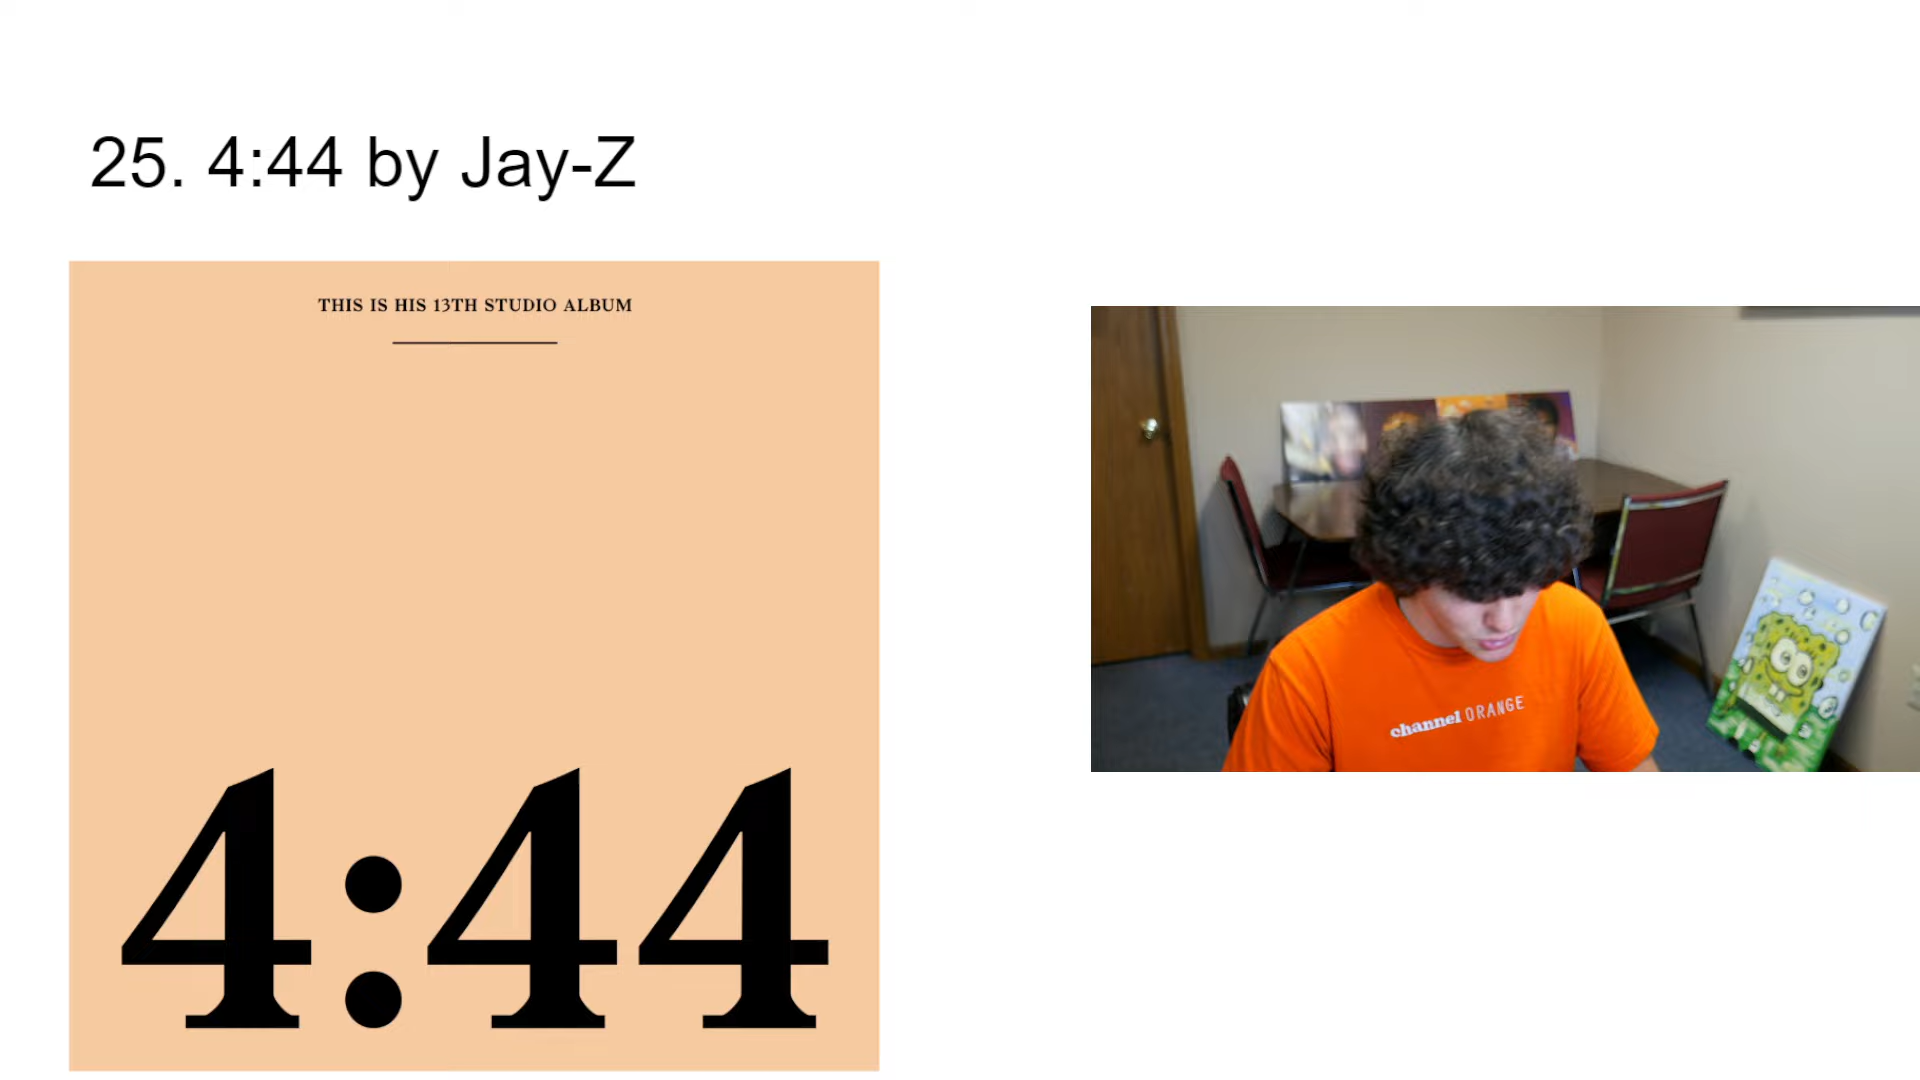 25. 4:44 by Jay-Z
THIS IS HIS 13TH STUDIO ALBUM
4:44
channel ORANGE